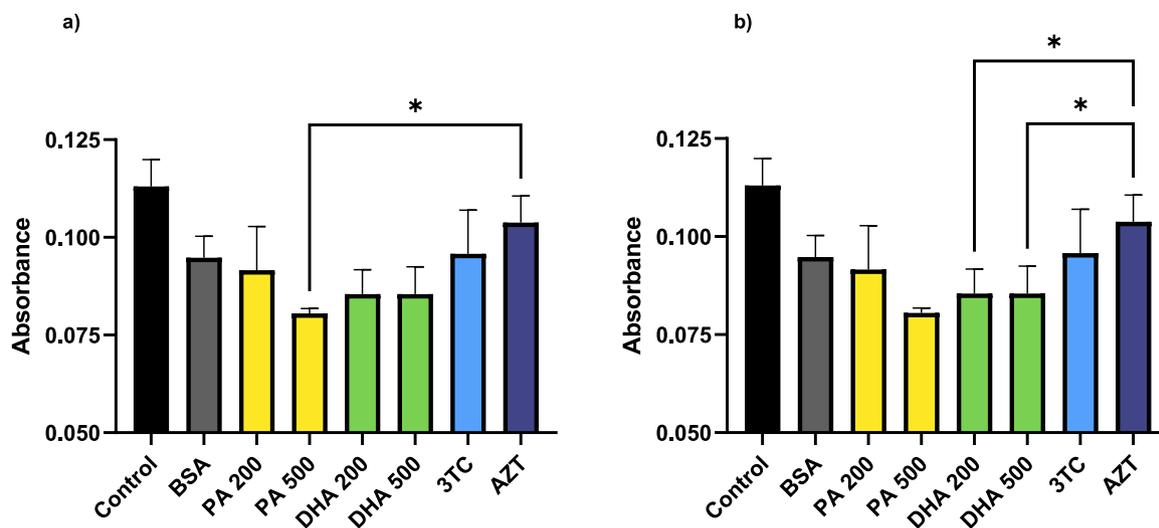 a)
*
0.125
0.100
0.075
0.050
Absorbance
Control
BSA
PA 200
PA 500
DHA 200
DHA 500
3TC
AZT
b)
*
*
0.125
0.100
0.075
0.050
Absorbance
Control
BSA
PA 200
PA 500
DHA 200
DHA 500
3TC
AZT